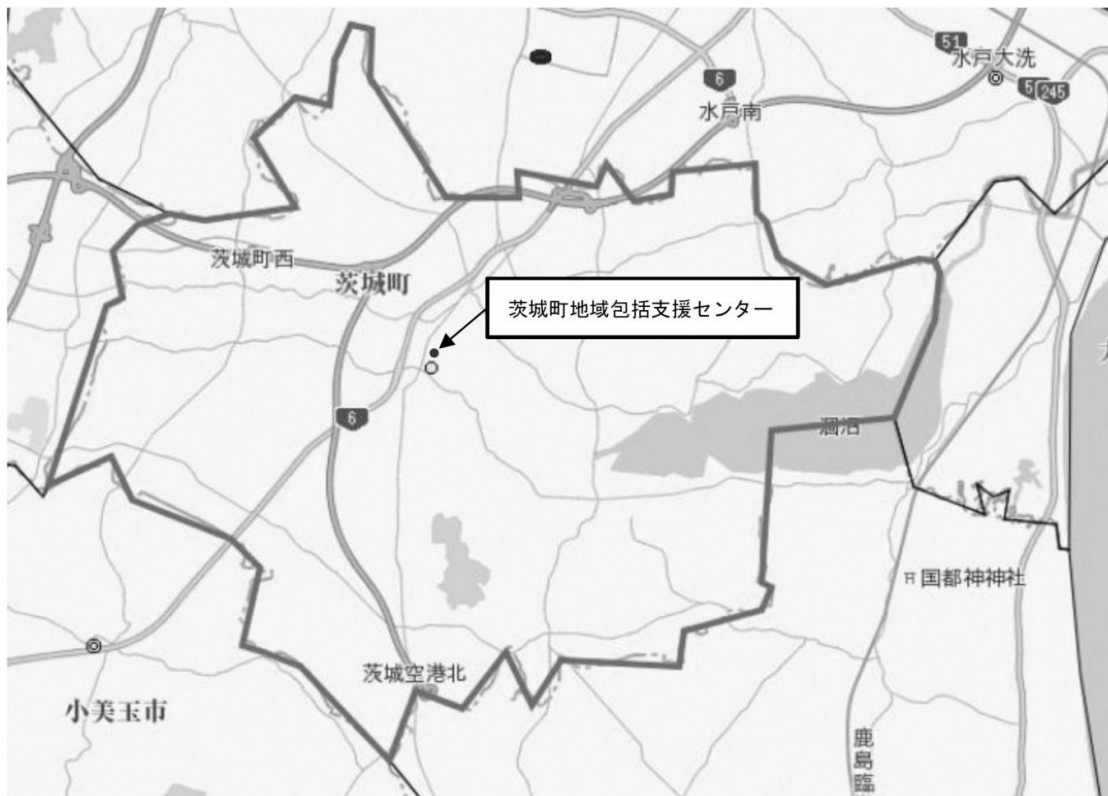 51
水戸大洗
6
水戸南
245
茨城町西
茨城町
茨城町地域包括支援センター
6
涸沼
国都神神社
茨城空港北
小美玉市
鹿島臨